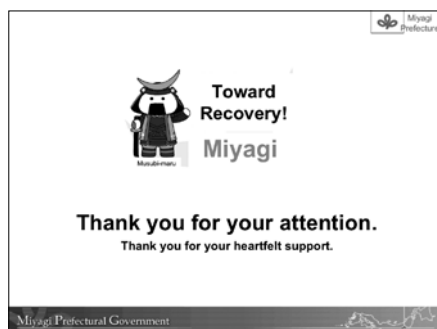 Miyagi
Prefecture
Toward
Recovery!
Miyagi
Musubi-maru
Thank you for your attention.
Thank you for your heartfelt support.
Miyagi Prefectural Government